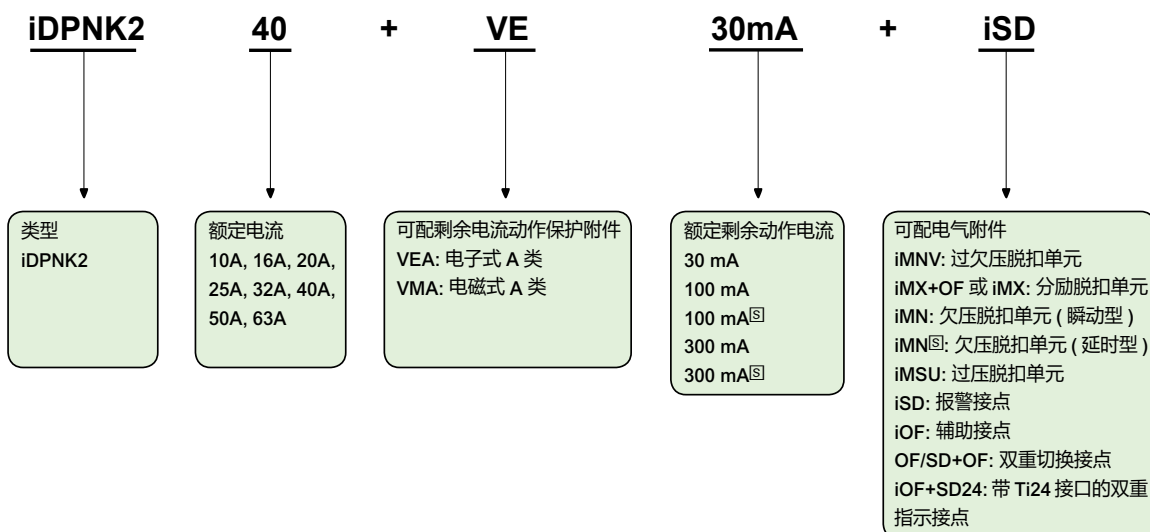 iDPNK2 40 + VE 30mA + iSD
类型
iDPNK2
额定电流
10A, 16A, 20A,
25A, 32A, 40A,
50A, 63A
可配剩余电流动作保护附件
VEA: 电子式 A 类
VMA: 电磁式 A 类
额定剩余动作电流
30 mA
100 mA
100 mA🅂
300 mA
300 mA🅂
可配电气附件
iMNV: 过欠压脱扣单元
iMX+OF 或 iMX: 分励脱扣单元
iMN: 欠压脱扣单元 ( 瞬动型 )
iMN🅂: 欠压脱扣单元 ( 延时型 )
iMSU: 过压脱扣单元
iSD: 报警接点
iOF: 辅助接点
OF/SD+OF: 双重切换接点
iOF+SD24: 带 Ti24 接口的双重
指示接点